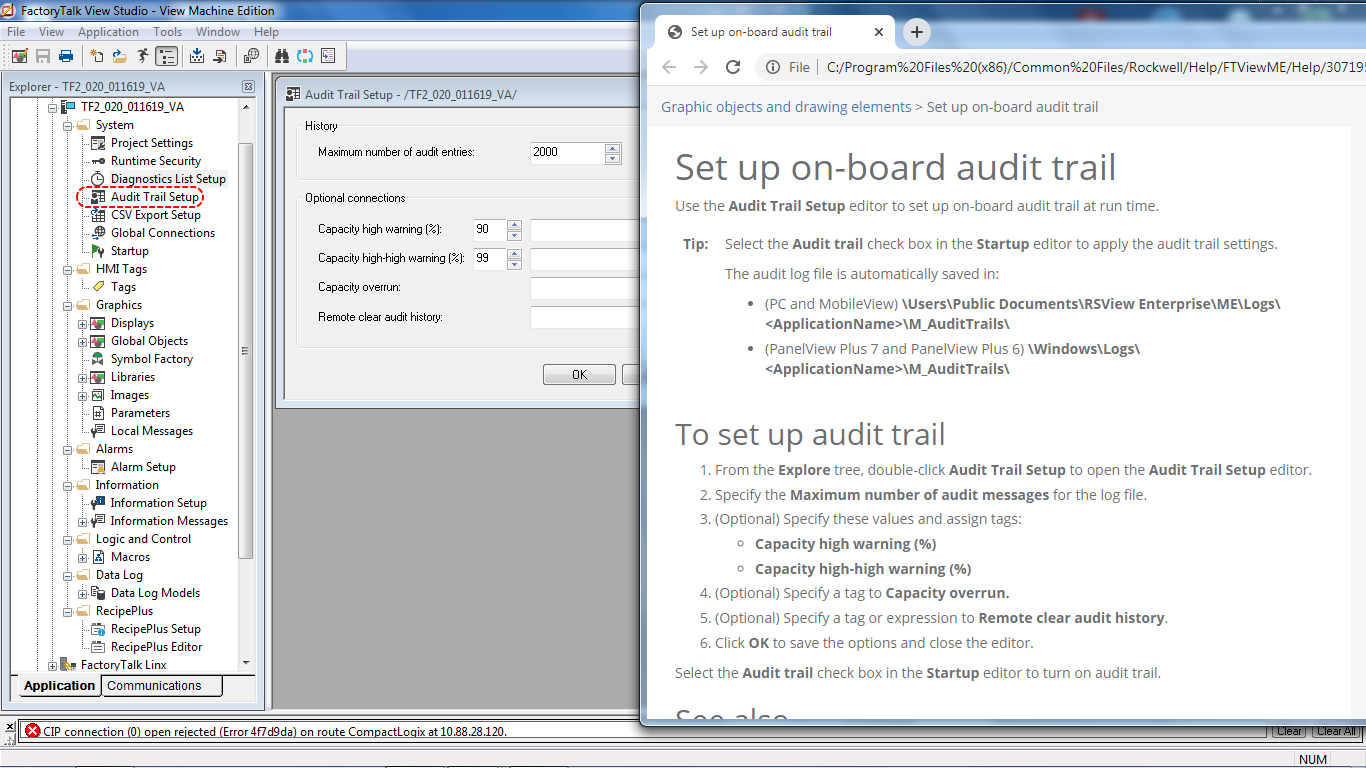 FactoryTalk View Studio - View Machine Edition
File View Application Tools Window Help
Explorer - TF2_020_011619_VA
TF2_020_011619_VA
System
Project Settings
Runtime Security
Diagnostics List Setup
Audit Trail Setup
CSV Export Setup
Global Connections
Startup
HMI Tags
Tags
Graphics
Displays
Global Objects
Symbol Factory
Libraries
Images
Parameters
Local Messages
Alarms
Alarm Setup
Information
Information Setup
Information Messages
Logic and Control
Macros
Data Log
Data Log Models
RecipePlus
RecipePlus Setup
RecipePlus Editor
FactoryTalk Linx
Application Communications
Audit Trail Setup - /TF2_020_011619_VA/
History
Maximum number of audit entries: 2000
Optional connections
Capacity high warning (%): 90
Capacity high-high warning (%): 99
Capacity overrun:
Remote clear audit history:
OK
Set up on-board audit trail
File C:/Program%20Files%20(x86)/Common%20Files/Rockwell/Help/FTViewME/Help/307195
Graphic objects and drawing elements > Set up on-board audit trail
Set up on-board audit trail
Use the Audit Trail Setup editor to set up on-board audit trail at run time.
Tip: Select the Audit trail check box in the Startup editor to apply the audit trail settings.
The audit log file is automatically saved in:
• (PC and MobileView) \Users\Public Documents\RSView Enterprise\ME\Logs\
<ApplicationName>\M_AuditTrails\
• (PanelView Plus 7 and PanelView Plus 6) \Windows\Logs\
<ApplicationName>\M_AuditTrails\
To set up audit trail
1. From the Explore tree, double-click Audit Trail Setup to open the Audit Trail Setup editor.
2. Specify the Maximum number of audit messages for the log file.
3. (Optional) Specify these values and assign tags:
◦ Capacity high warning (%)
◦ Capacity high-high warning (%)
4. (Optional) Specify a tag to Capacity overrun.
5. (Optional) Specify a tag or expression to Remote clear audit history.
6. Click OK to save the options and close the editor.
Select the Audit trail check box in the Startup editor to turn on audit trail.
See also
CIP connection (0) open rejected (Error 4f7d9da) on route CompactLogix at 10.88.28.120.
Clear Clear All
NUM